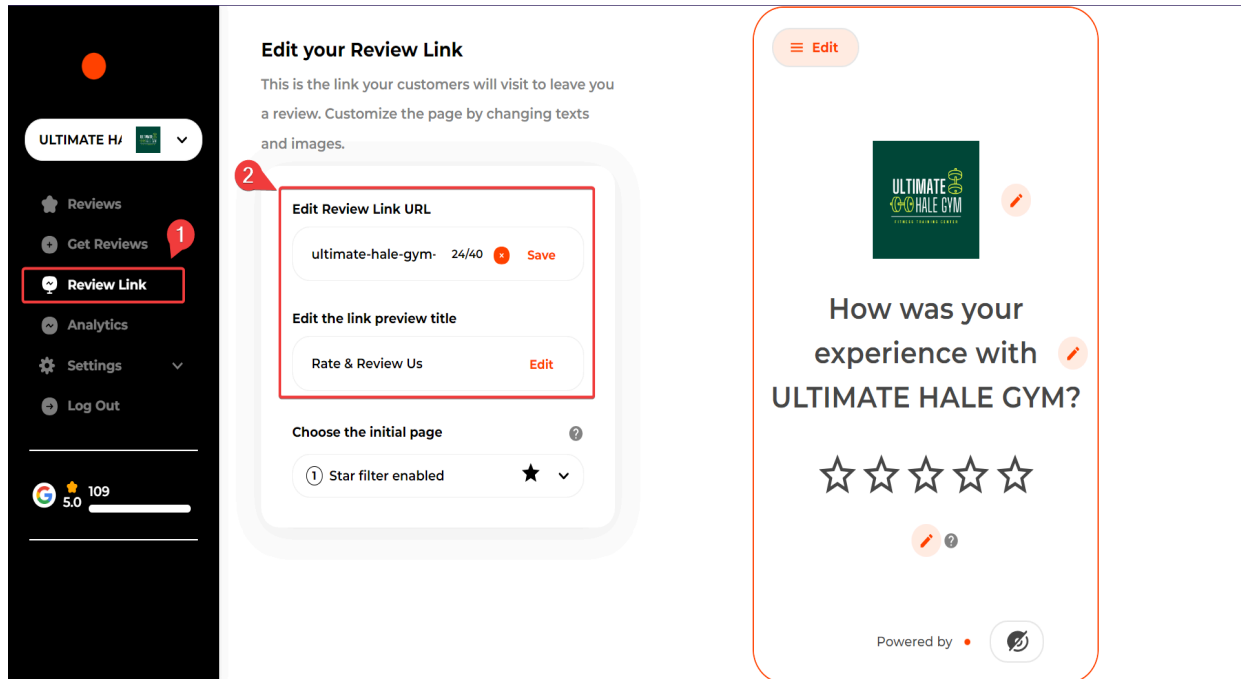 ULTIMATE HA
Reviews
Get Reviews
1
Review Link
Analytics
Settings
Log Out
5.0
109
Edit your Review Link
This is the link your customers will visit to leave you
a review. Customize the page by changing texts
and images.
2
Edit Review Link URL
ultimate-hale-gym- 24/40 Save
Edit the link preview title
Rate & Review Us Edit
Choose the initial page ?
1 Star filter enabled
Edit
ULTIMATE
HALE GYM
FITNESS TRAINING CENTER
How was your
experience with
ULTIMATE HALE GYM?
?
Powered by